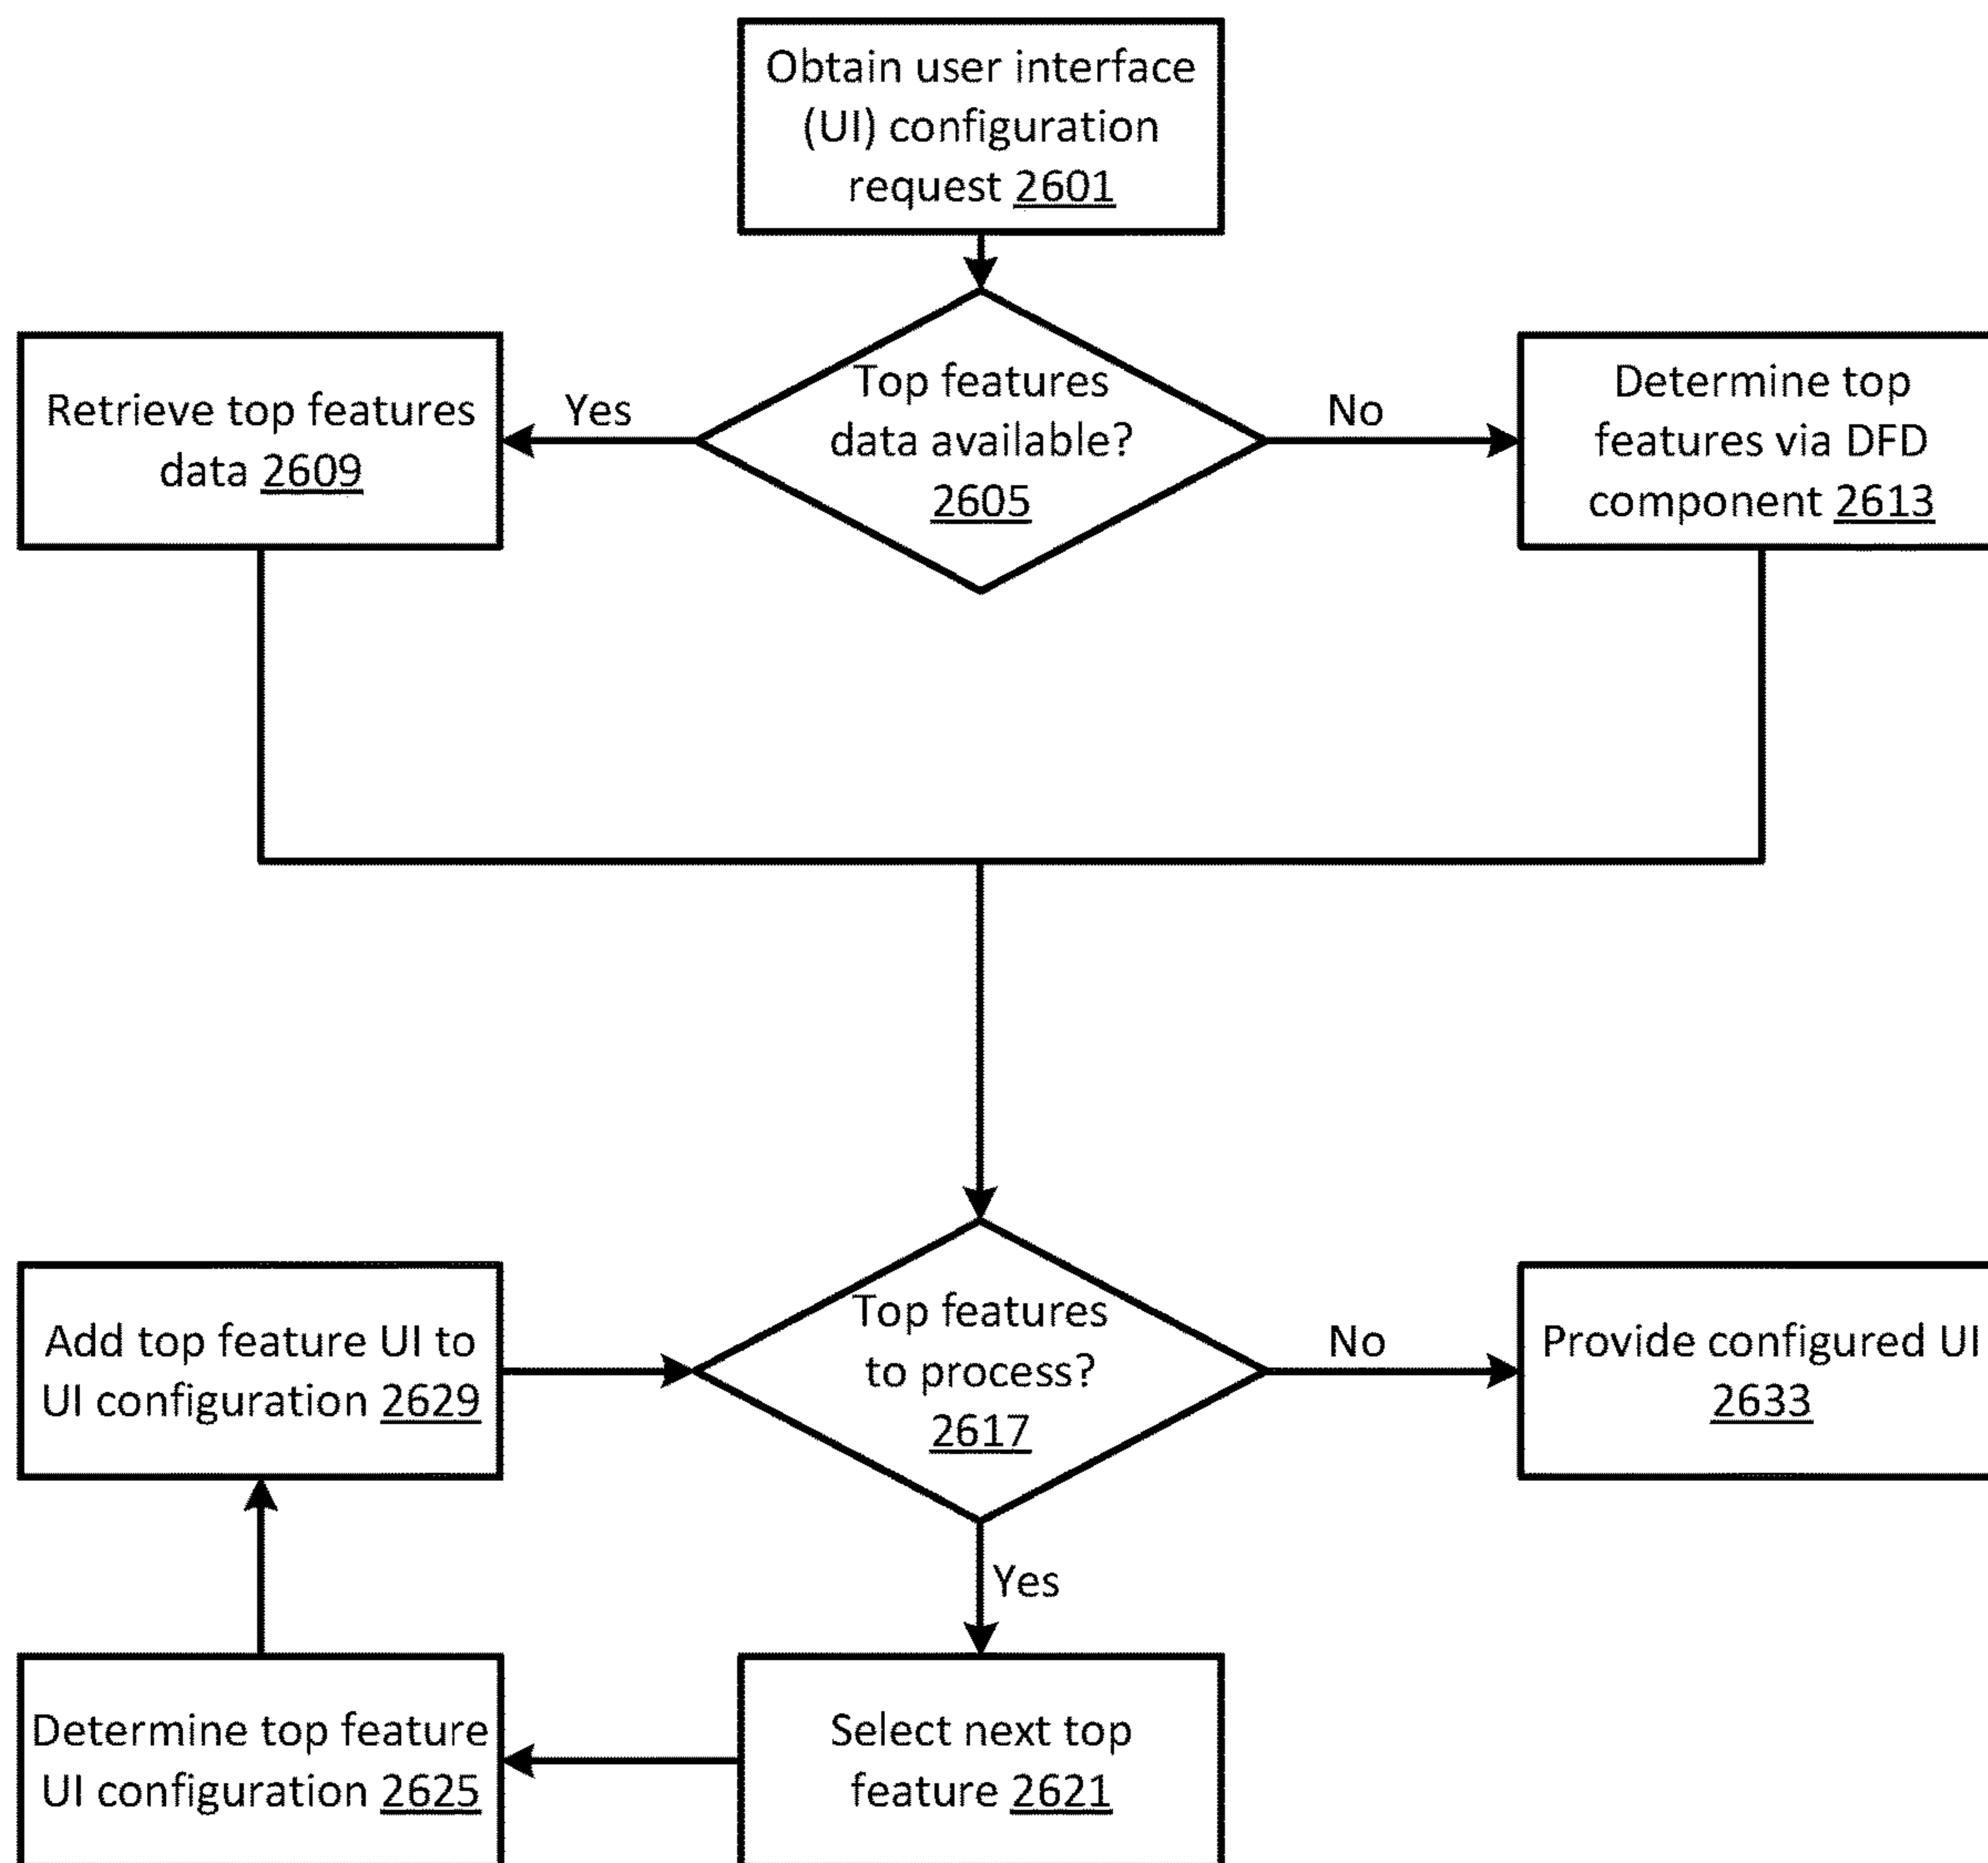 Obtain user interface
(UI) configuration
request 2601
Top features
data available?
2605
Yes
No
Retrieve top features
data 2609
Determine top
features via DFD
component 2613
Top features
to process?
2617
No
Yes
Provide configured UI
2633
Add top feature UI to
UI configuration 2629
Select next top
feature 2621
Determine top feature
UI configuration 2625